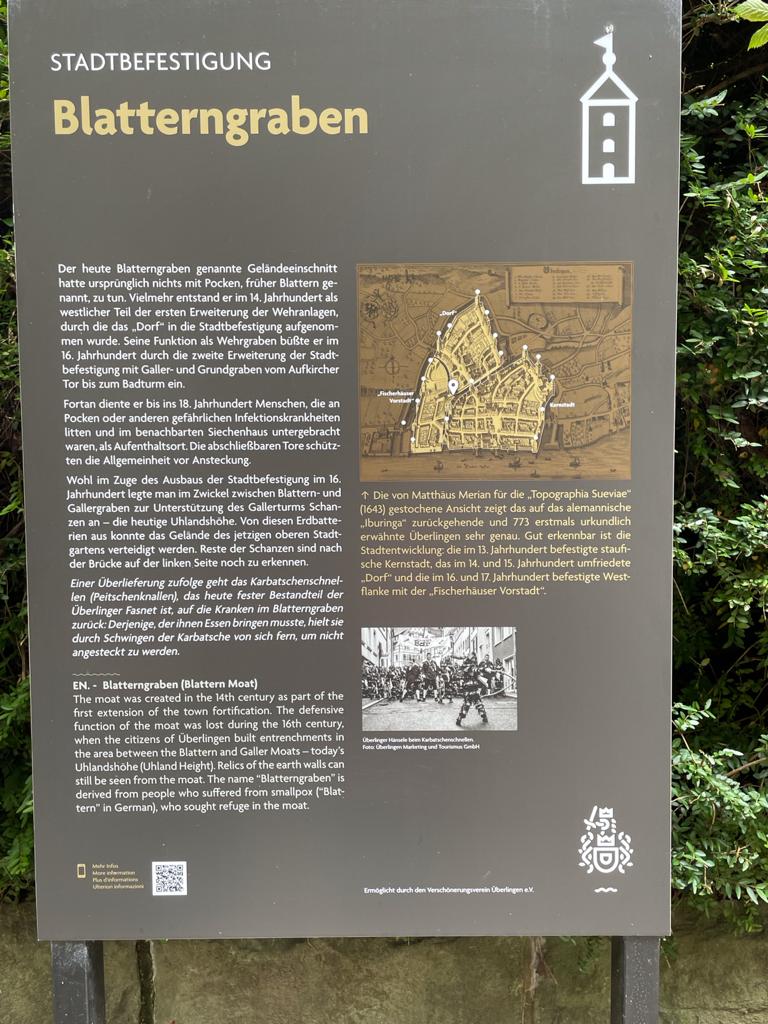 STADTBEFESTIGUNG
Blatterngraben
Der heute Blatterngraben genannte Geländeeinschnitt
hatte ursprünglich nichts mit Pocken, früher Blattern ge-
nannt, zu tun. Vielmehr entstand er im 14. Jahrhundert als
westlicher Teil der ersten Erweiterung der Wehranlagen,
durch die das „Dorf“ in die Stadtbefestigung aufgenom-
men wurde. Seine Funktion als Wehrgraben büßte er im
16. Jahrhundert durch die zweite Erweiterung der Stadt-
befestigung mit Galler- und Grundgraben vom Aufkircher
Tor bis zum Badturm ein.
Fortan diente er bis ins 18. Jahrhundert Menschen, die an
Pocken oder anderen gefährlichen Infektionskrankheiten
litten und im benachbarten Siechenhaus untergebracht
waren, als Aufenthaltsort. Die abschließbaren Tore schütz-
ten die Allgemeinheit vor Ansteckung.
Wohl im Zuge des Ausbaus der Stadtbefestigung im 16.
Jahrhundert legte man im Zwickel zwischen Blattern- und
Gallergraben zur Unterstützung des Gallerturms Schan-
zen an – die heutige Uhlandshöhe. Von diesen Erdbatte-
rien aus konnte das Gelände des jetzigen oberen Stadt-
gartens verteidigt werden. Reste der Schanzen sind nach
der Brücke auf der linken Seite noch zu erkennen.
Einer Überlieferung zufolge geht das Karbatschenschnel-
len (Peitschenknallen), das heute fester Bestandteil der
Überlinger Fasnet ist, auf die Kranken im Blatterngraben
zurück: Derjenige, der ihnen Essen bringen musste, hielt sie
durch Schwingen der Karbatsche von sich fern, um nicht
angesteckt zu werden.
EN. - Blatterngraben (Blattern Moat)
The moat was created in the 14th century as part of the
first extension of the town fortification. The defensive
function of the moat was lost during the 16th century,
when the citizens of Überlingen built entrenchments in
the area between the Blattern and Galler Moats – today's
Uhlandshöhe (Uhland Height). Relics of the earth walls can
still be seen from the moat. The name “Blatterngraben” is
derived from people who suffered from smallpox (“Blat-
tern” in German), who sought refuge in the moat.
Mehr Infos
More information
Plus d'informations
Ulteriori informazioni
„Dorf“
„Fischerhäuser
Vorstadt“
Kernstadt
↑ Die von Matthäus Merian für die „Topographia Sueviae“
(1643) gestochene Ansicht zeigt das auf das alemannische
„Iburinga“ zurückgehende und 773 erstmals urkundlich
erwähnte Überlingen sehr genau. Gut erkennbar ist die
Stadtentwicklung: die im 13. Jahrhundert befestigte staufi-
sche Kernstadt, das im 14. und 15. Jahrhundert umfriedete
„Dorf“ und die im 16. und 17. Jahrhundert befestigte West-
flanke mit der „Fischerhäuser Vorstadt“.
Überlinger Hänsele beim Karbatschenschnellen.
Foto: Überlingen Marketing und Tourismus GmbH
Ermöglicht durch den Verschönerungsverein Überlingen e.V.